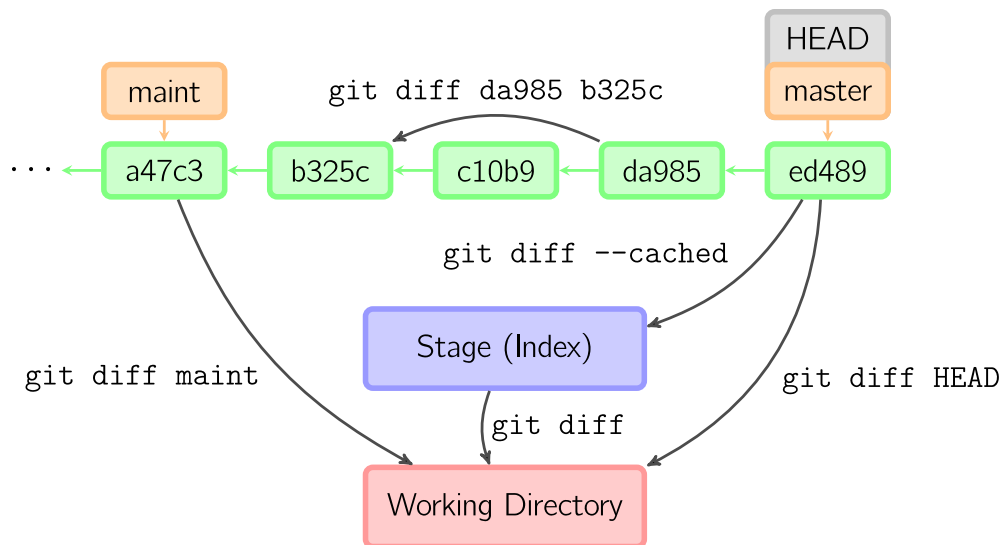 HEAD
maint
git diff da985 b325c
master
...
a47c3
b325c
c10b9
da985
ed489
git diff --cached
Stage (Index)
git diff maint
git diff HEAD
git diff
Working Directory